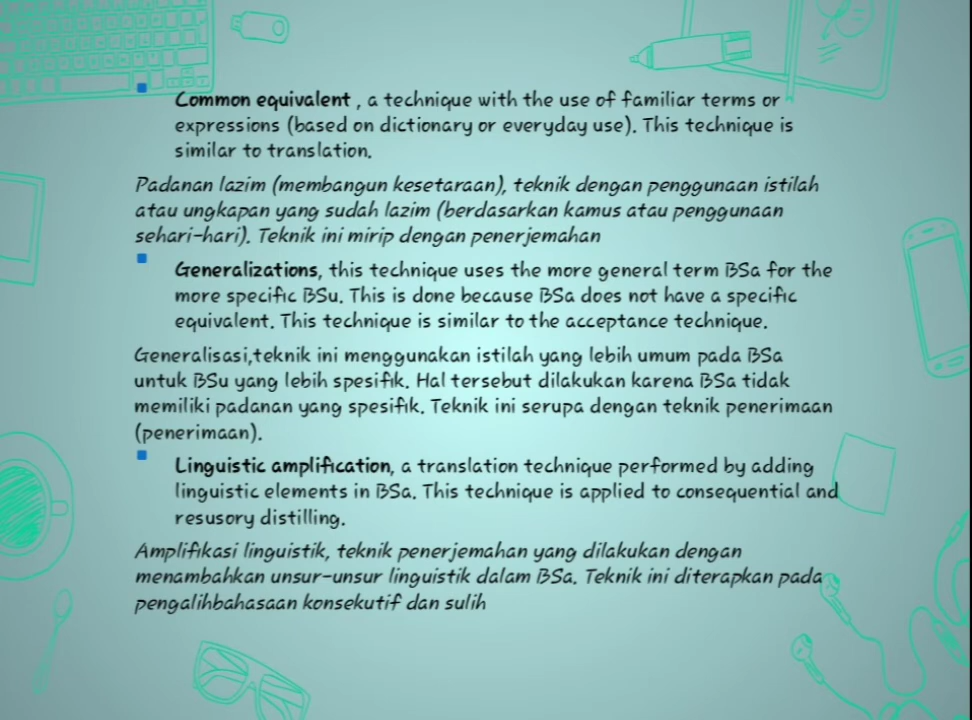 Common equivalent , a technique with the use of familiar terms or
expressions (based on dictionary or everyday use). This technique is
similar to translation.
Padanan lazim (membangun kesetaraan), teknik dengan penggunaan istilah
atau ungkapan yang sudah lazim (berdasarkan kamus atau penggunaan
sehari-hari). Teknik ini mirip dengan penerjemahan
Generalizations, this technique uses the more general term BSa for the
more specific BSu. This is done because BSa does not have a specific
equivalent. This technique is similar to the acceptance technique.
Generalisasi,teknik ini menggunakan istilah yang lebih umum pada BSa
untuk BSu yang lebih spesifik. Hal tersebut dilakukan karena BSa tidak
memiliki padanan yang spesifik. Teknik ini serupa dengan teknik penerimaan
(penerimaan).
Linguistic amplification, a translation technique performed by adding
linguistic elements in BSa. This technique is applied to consequential and
resusory distilling.
Amplifikasi linguistik, teknik penerjemahan yang dilakukan dengan
menambahkan unsur-unsur linguistik dalam BSa. Teknik ini diterapkan pada
pengalihbahasaan konsekutif dan sulih